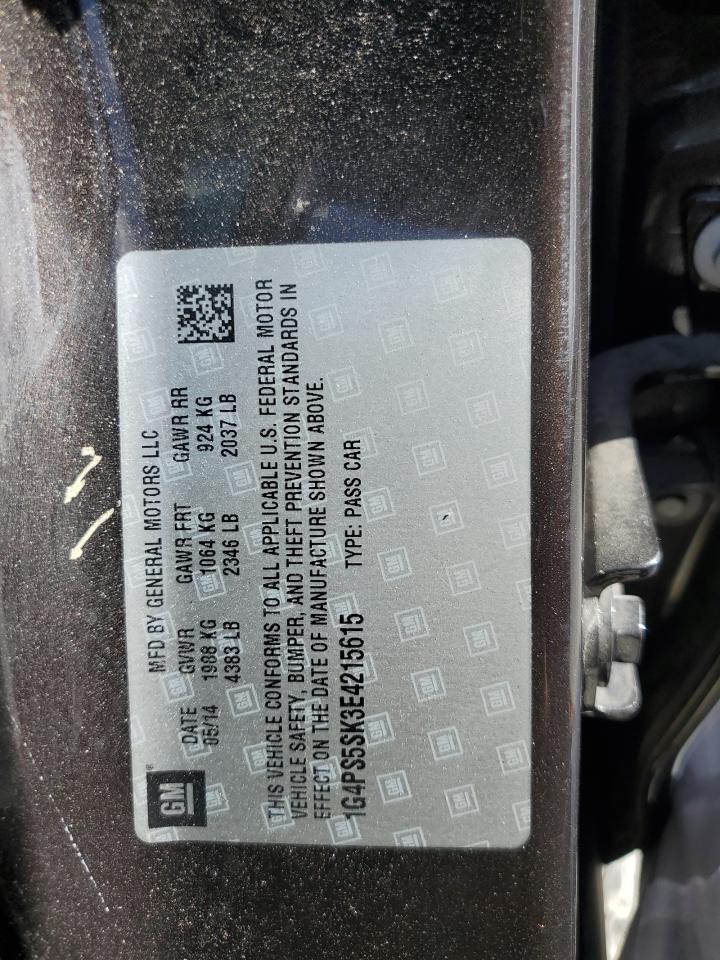 GM ®
MFD BY GENERAL MOTORS LLC
DATE GVWR GAWR FRT GAWR RR
05/14 1988 KG 1064 KG 924 KG
4383 LB 2346 LB 2037 LB
THIS VEHICLE CONFORMS TO ALL APPLICABLE U.S. FEDERAL MOTOR
VEHICLE SAFETY, BUMPER, AND THEFT PREVENTION STANDARDS IN
EFFECT ON THE DATE OF MANUFACTURE SHOWN ABOVE.
1G4PS5SK3E4215615 TYPE: PASS CAR